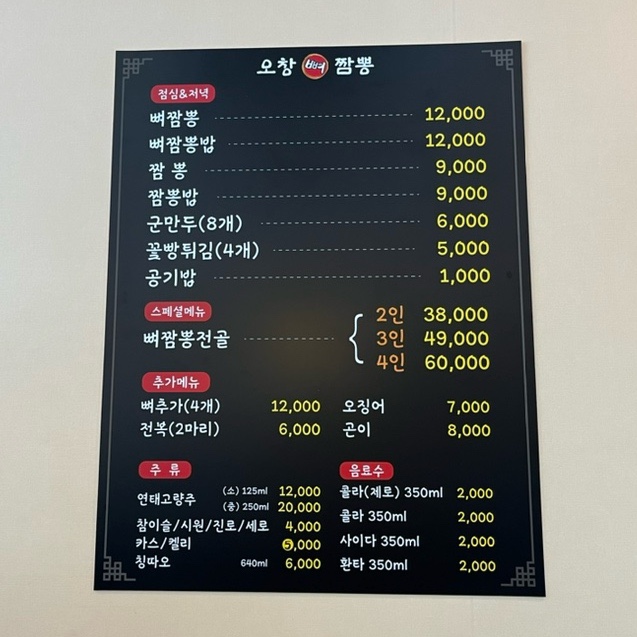 오창 뼈 짬뽕
점심&저녁
뼈짬뽕 12,000
뼈짬뽕밥 12,000
짬 뽕 9,000
짬뽕밥 9,000
군만두(8개) 6,000
꽃빵튀김(4개) 5,000
공기밥 1,000
스페셜메뉴
뼈짬뽕전골
2인 38,000
3인 49,000
4인 60,000
추가메뉴
뼈추가(4개) 12,000 오징어 7,000
전복(2마리) 6,000 곤이 8,000
주 류
연태고량주
(소) 125ml 12,000
(중) 250ml 20,000
참이슬/시원/진로/새로 4,000
카스/켈리 5,000
칭따오 640ml 6,000
음료수
콜라(제로) 350ml 2,000
콜라 350ml 2,000
사이다 350ml 2,000
환타 350ml 2,000